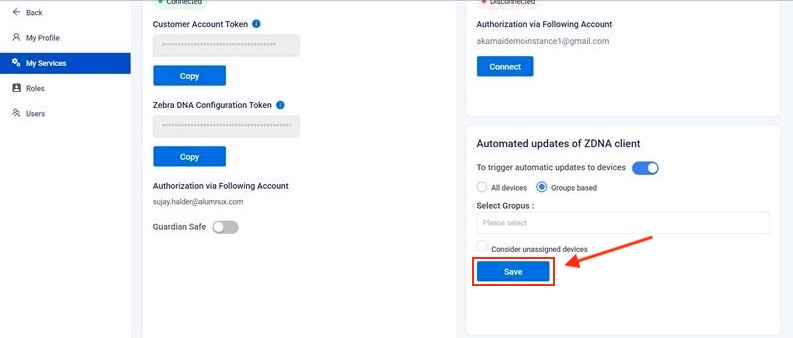 Back
My Profile
My Services
Roles
Users
Connected
Customer Account Token
************************************
Copy
Zebra DNA Configuration Token
****************************************
Copy
Authorization via Following Account
sujay.halder@alumnux.com
Guardian Safe
Disconnected
Authorization via Following Account
akamaidemoinstance1@gmail.com
Connect
Automated updates of ZDNA client
To trigger automatic updates to devices
All devices
Groups based
Select Gropus :
Please select
Consider unassigned devices
Save